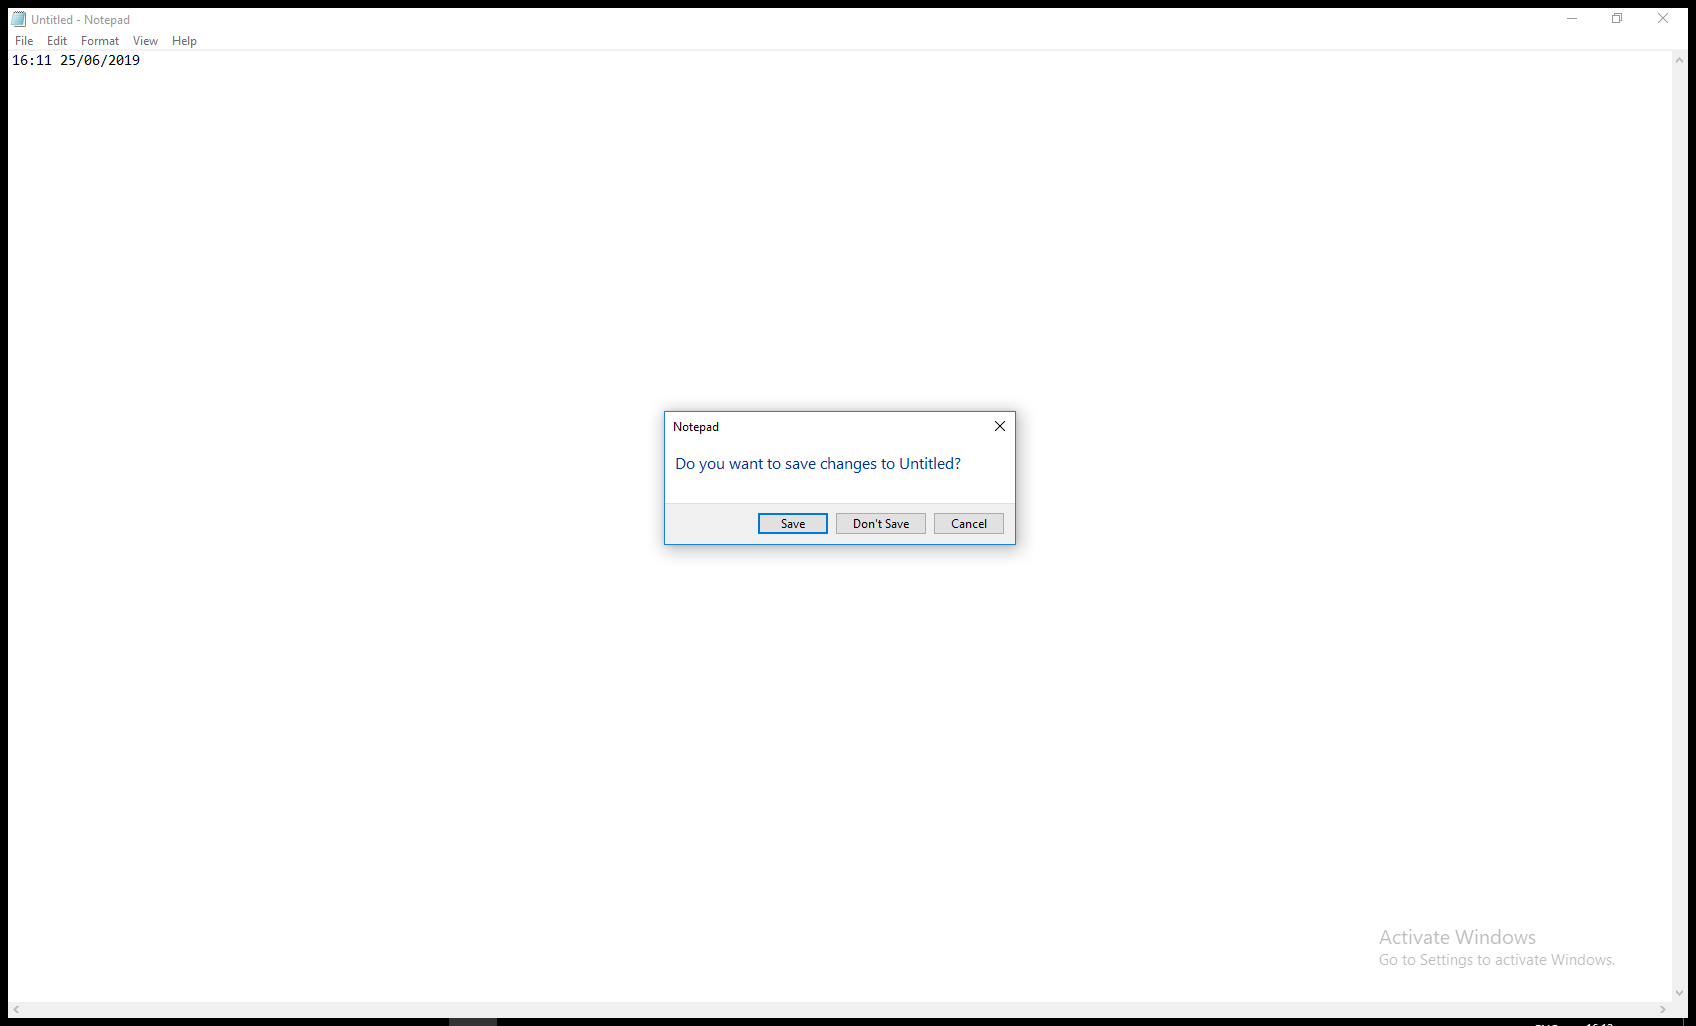 Untitled - Notepad
File Edit Format View Help
16:11 25/06/2019
Notepad
Do you want to save changes to Untitled?
Save Don't Save Cancel
Activate Windows
Go to Settings to activate Windows.